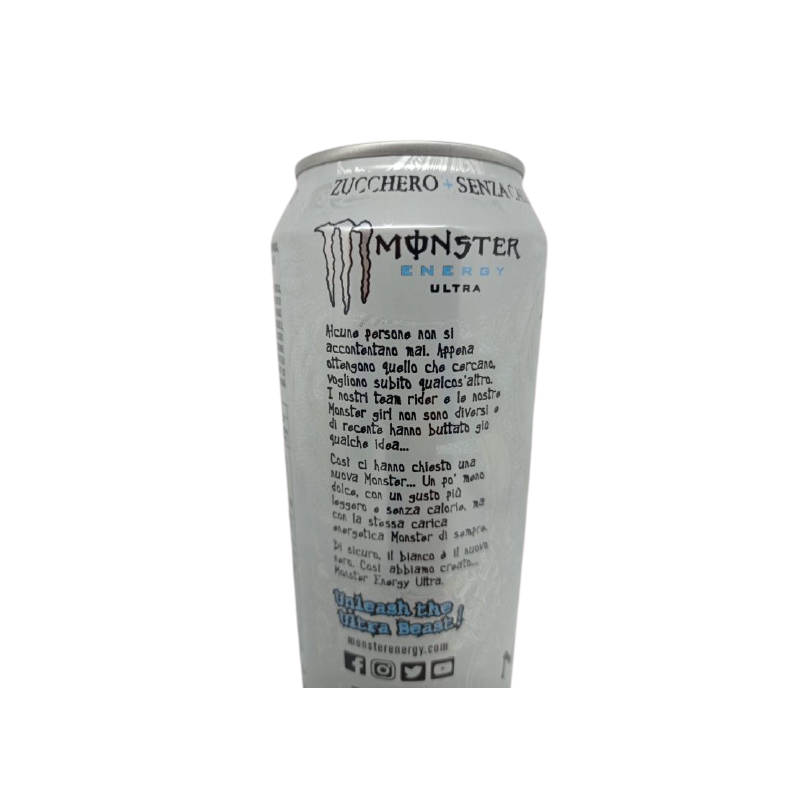 ZUCCHERO + SENZA CA
MONSTER
ENERGY
ULTRA
Alcune persone non si
accontentano mai. Appena
ottengono quello che cercano,
vogliono subito qualcos'altro.
I nostri team rider e le nostre
Monster girl non sono diversi e
di recente hanno buttato giù
qualche idea...
Così ci hanno chiesto una
nuova Monster... Un po' meno
dolce, con un gusto più
leggero e senza calorie, ma
con la stessa carica
energetica Monster di sempre.
Di sicuro, il bianco è il nuovo
nero. Così abbiamo creato...
Monster Energy Ultra.
Unleash the
Ultra Beast!
monsterenergy.com